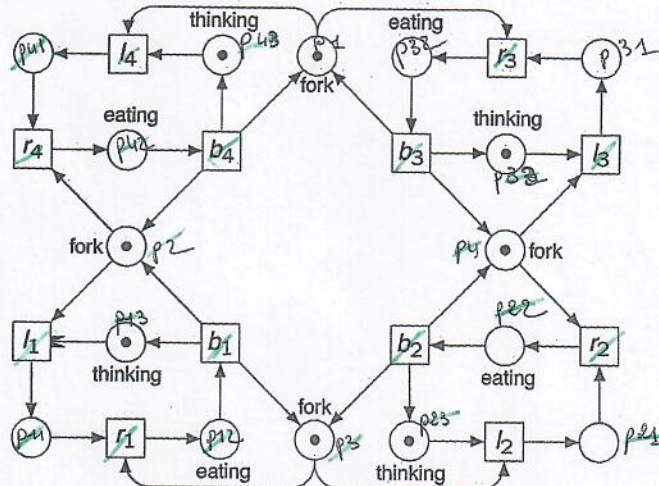 thinking eating
p41 l4 p43 p1 p32 r3 p31
fork
eating thinking
r4 p42 b4 b3 l3
p33
fork p2 p4 fork
p22
l1 p13 b1 b2 r2
thinking eating
fork
p11 r1 p12 p3 p23 l2 p21
eating thinking